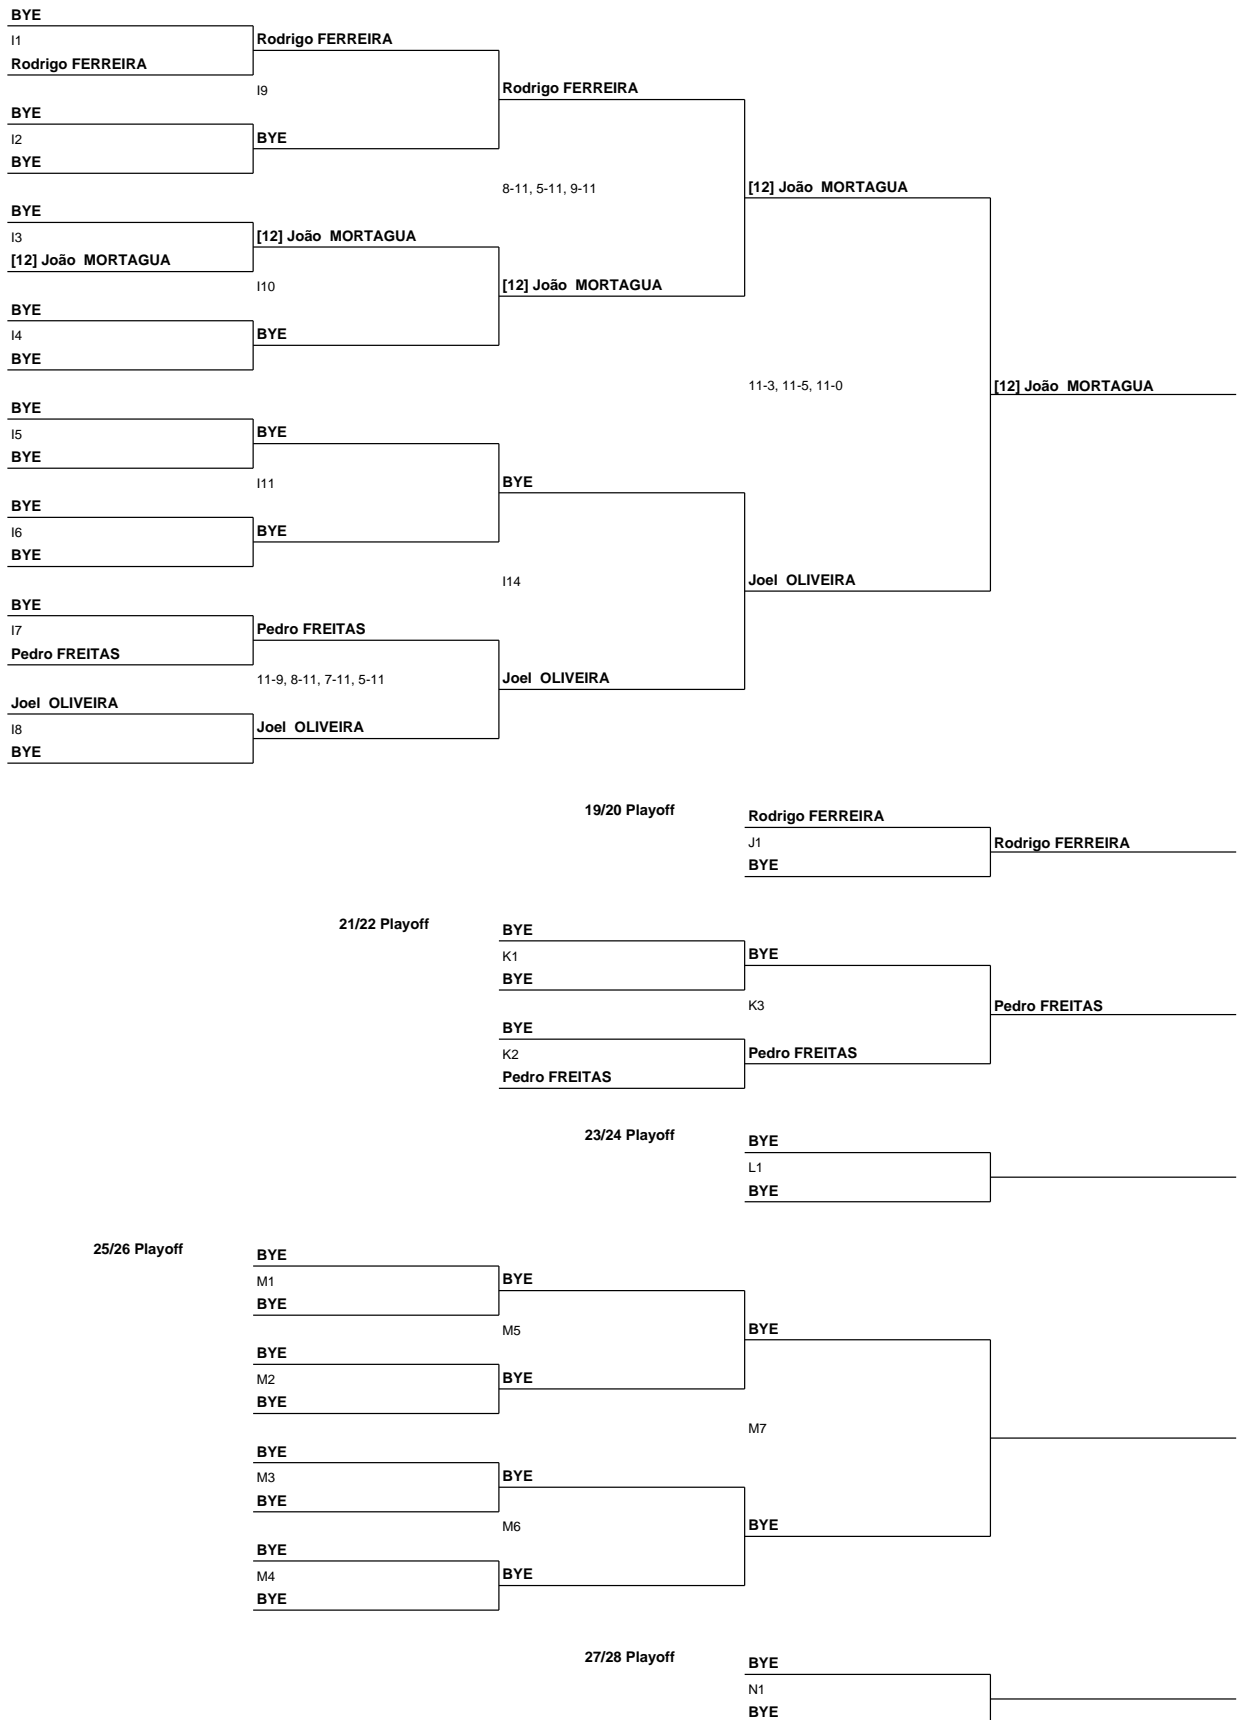 BYE
I1
Rodrigo FERREIRA
Rodrigo FERREIRA
I9
Rodrigo FERREIRA
BYE
I2
BYE
BYE
8-11, 5-11, 9-11
[12] João MORTAGUA
BYE
I3
[12] João MORTAGUA
[12] João MORTAGUA
I10
[12] João MORTAGUA
BYE
I4
BYE
BYE
11-3, 11-5, 11-0
[12] João MORTAGUA
BYE
I5
BYE
BYE
I11
BYE
BYE
I6
BYE
BYE
I14
Joel OLIVEIRA
BYE
I7
Pedro FREITAS
Pedro FREITAS
11-9, 8-11, 7-11, 5-11
Joel OLIVEIRA
Joel OLIVEIRA
I8
BYE
Joel OLIVEIRA
19/20 Playoff
Rodrigo FERREIRA
J1
BYE
Rodrigo FERREIRA
21/22 Playoff
BYE
K1
BYE
BYE
K3
Pedro FREITAS
BYE
K2
Pedro FREITAS
Pedro FREITAS
23/24 Playoff
BYE
L1
BYE
25/26 Playoff
BYE
M1
BYE
BYE
M5
BYE
BYE
M2
BYE
BYE
M7
BYE
M3
BYE
BYE
M6
BYE
BYE
M4
BYE
BYE
27/28 Playoff
BYE
N1
BYE